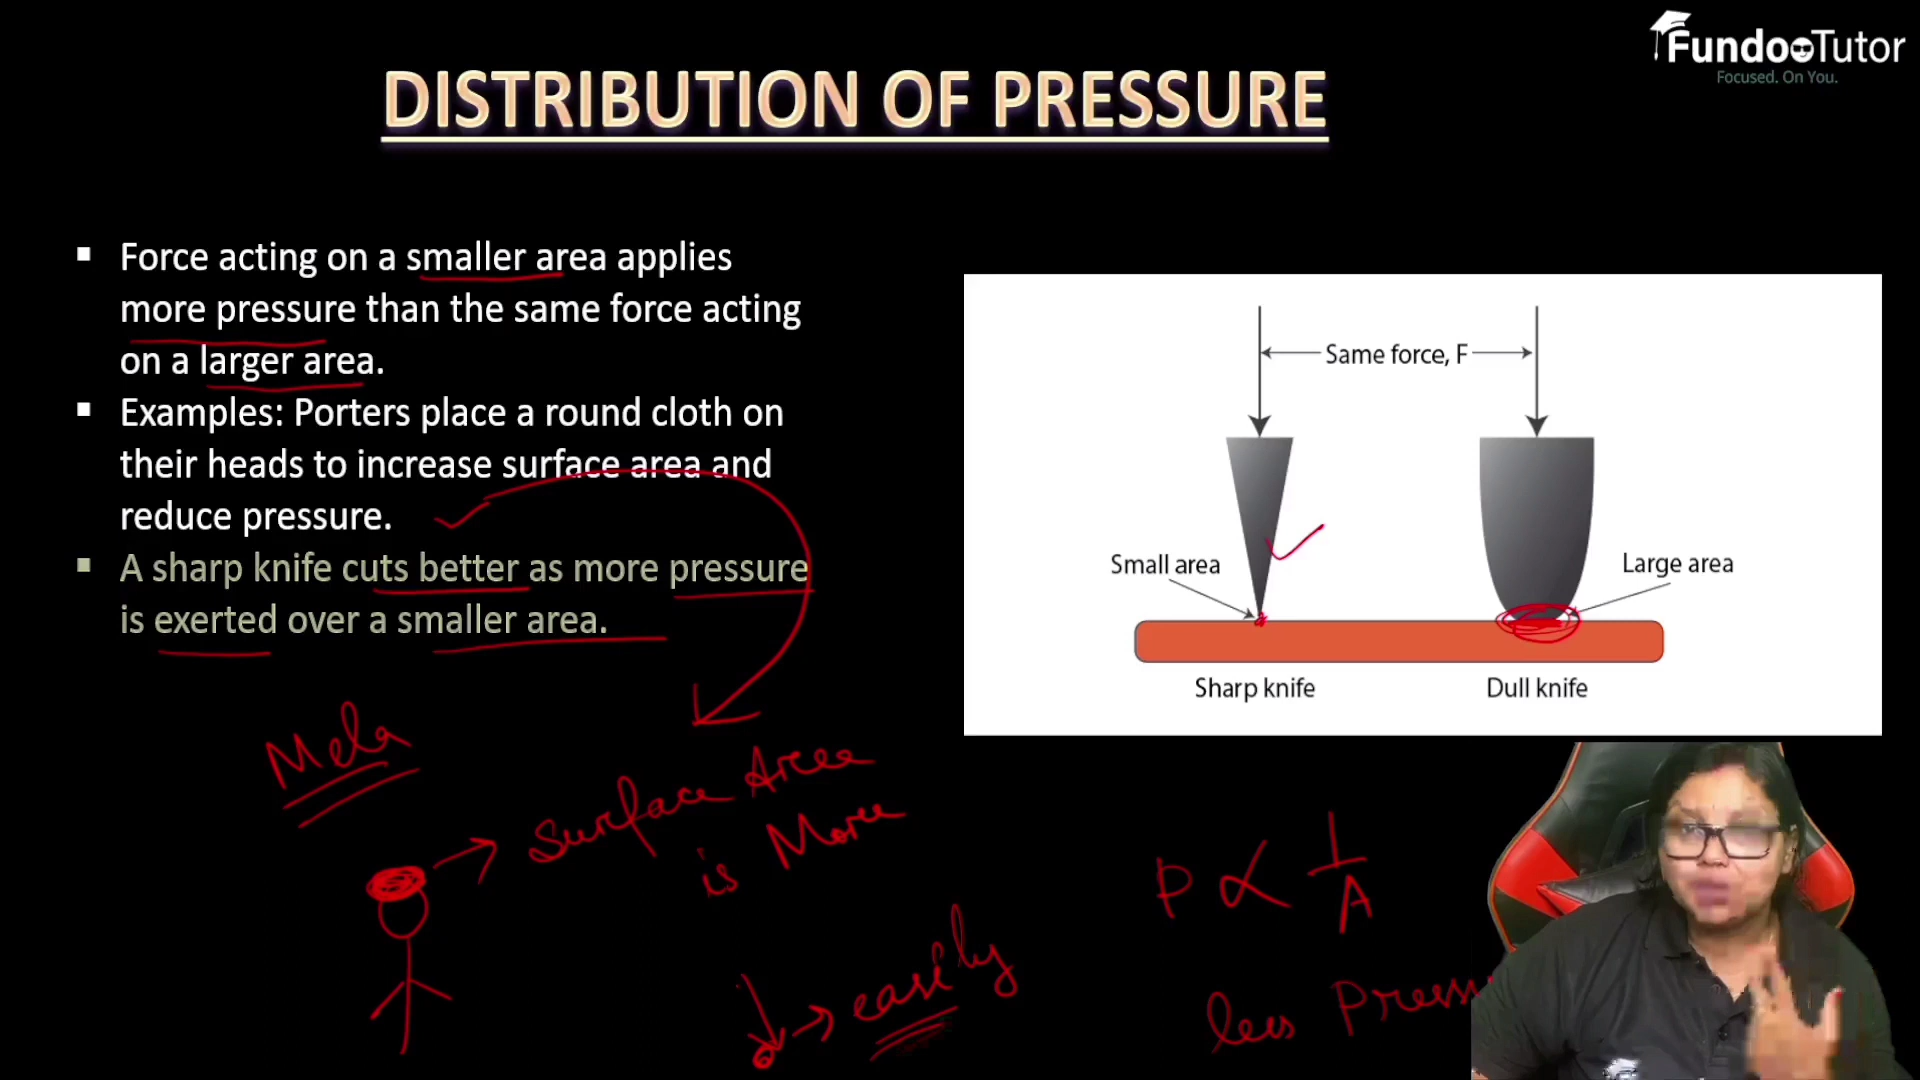 FundooTutor
Focused. On You.
DISTRIBUTION OF PRESSURE
▪ Force acting on a smaller area applies
more pressure than the same force acting
on a larger area.
▪ Examples: Porters place a round cloth on
their heads to increase surface area and
reduce pressure.
▪ A sharp knife cuts better as more pressure
is exerted over a smaller area.
Same force, F
Small area
Large area
Sharp knife
Dull knife
Mela
Surface Area
is More
P ∝ 1/A
easily
less